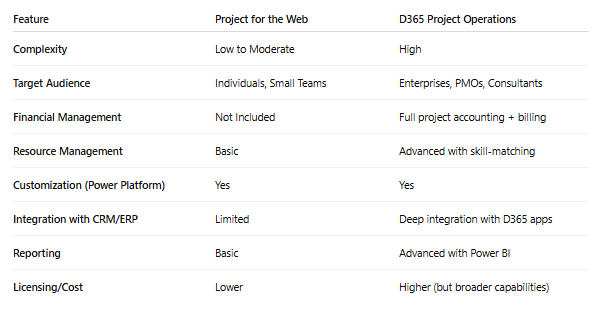 Feature Project for the Web D365 Project Operations
Complexity Low to Moderate High
Target Audience Individuals, Small Teams Enterprises, PMOs, Consultants
Financial Management Not Included Full project accounting + billing
Resource Management Basic Advanced with skill-matching
Customization (Power Platform) Yes Yes
Integration with CRM/ERP Limited Deep integration with D365 apps
Reporting Basic Advanced with Power BI
Licensing/Cost Lower Higher (but broader capabilities)